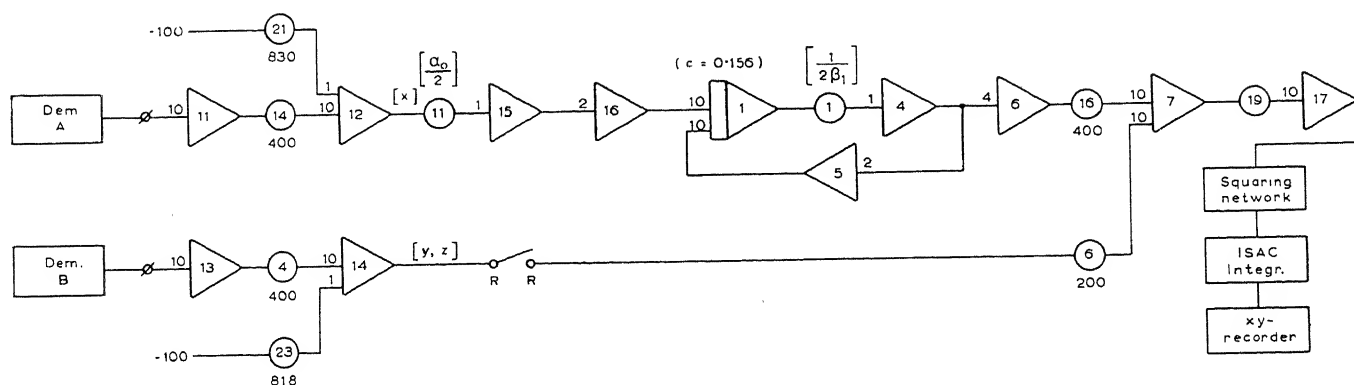 -100 21
830
Dem
A
10 11 14 10 1 12
400
[x] [α₀/2] 11
1 15 2 16
(c = 0·156)
10 10 1
[1/2β₁] 1
1 4
5 2
4 6 16
400
10 10 7 19 10 17
Dem.
B
10 13 4 10 1 14
400
[y, z]
R R
6
200
-100 23
818
Squaring
network
ISAC
Integr.
xy-
recorder